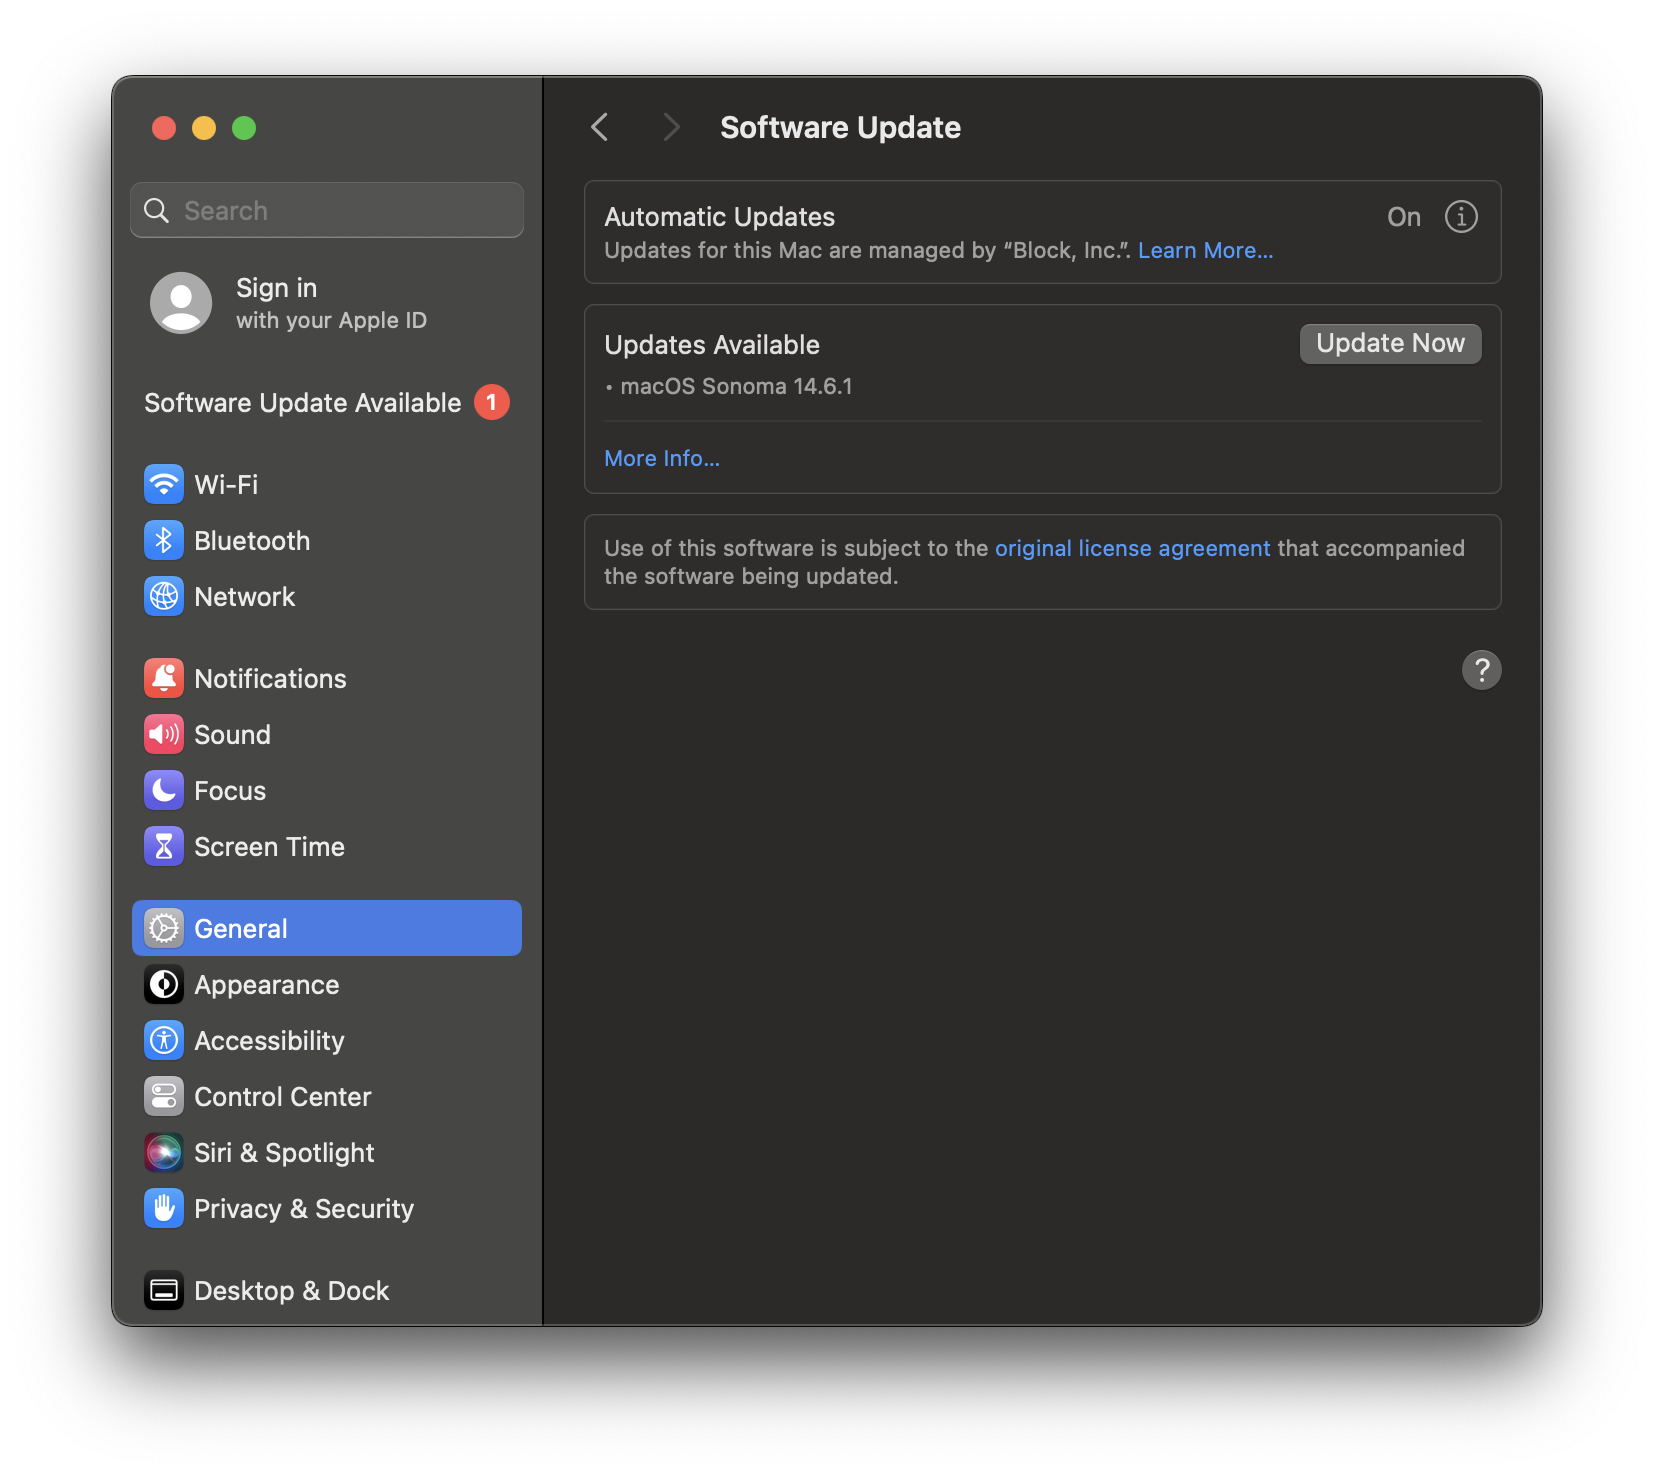 Search
Sign in
with your Apple ID
Software Update Available 1
Wi-Fi
Bluetooth
Network
Notifications
Sound
Focus
Screen Time
General
Appearance
Accessibility
Control Center
Siri & Spotlight
Privacy & Security
Desktop & Dock
Software Update
Automatic Updates On
Updates for this Mac are managed by “Block, Inc.”. Learn More...
Updates Available Update Now
• macOS Sonoma 14.6.1
More Info...
Use of this software is subject to the original license agreement that accompanied
the software being updated.
?